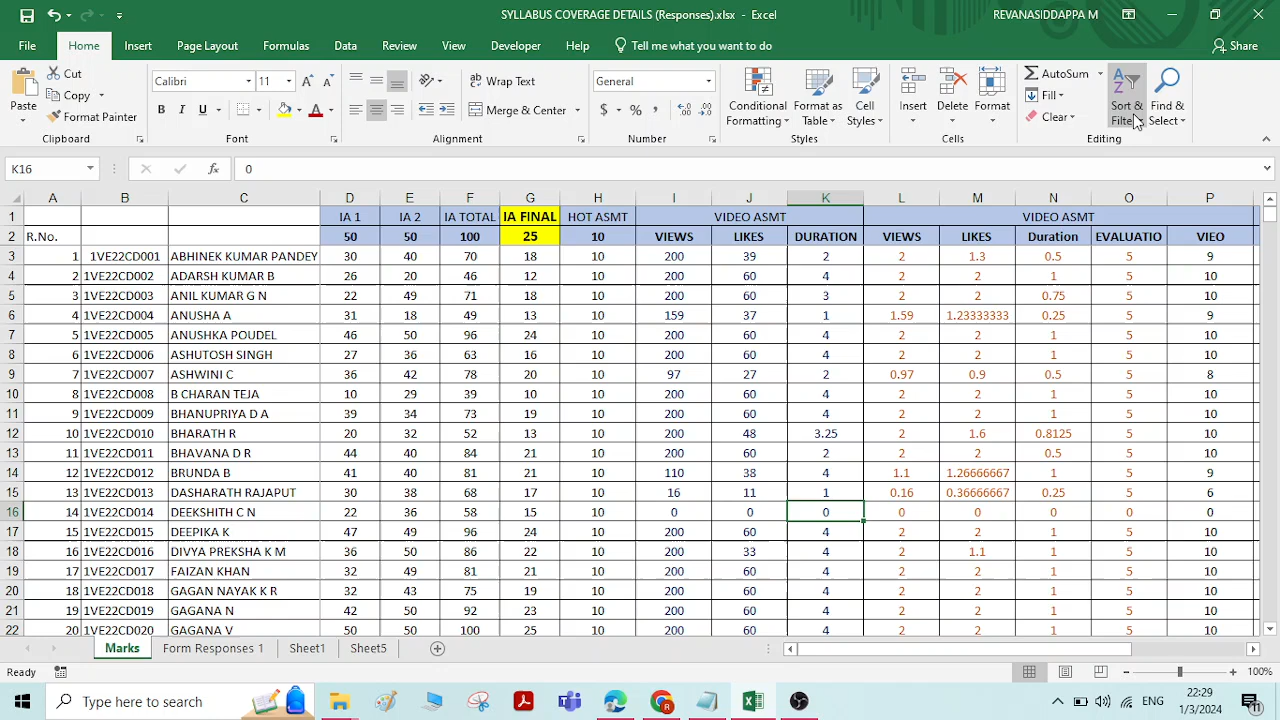 SYLLABUS COVERAGE DETAILS (Responses).xlsx - Excel REVANASIDDAPPA M
File Home Insert Page Layout Formulas Data Review View Developer Help Tell me what you want to do Share
Paste Cut Copy Format Painter Clipboard
Calibri 11 B I U A Font
Wrap Text Merge & Center Alignment
General $ % , Number
Conditional Formatting Format as Table Cell Styles Styles
Insert Delete Format Cells
AutoSum Fill Clear Sort & Filter Find & Select Editing
K16 fx 0
A B C D E F G H I J K L M N O P
1 IA 1 IA 2 IA TOTAL IA FINAL HOT ASMT VIDEO ASMT VIDEO ASMT
2 R.No. 50 50 100 25 10 VIEWS LIKES DURATION VIEWS LIKES Duration EVALUATIO VIEO
3 1 1VE22CD001 ABHINEK KUMAR PANDEY 30 40 70 18 10 200 39 2 2 1.3 0.5 5 9
4 2 1VE22CD002 ADARSH KUMAR B 26 20 46 12 10 200 60 4 2 2 1 5 10
5 3 1VE22CD003 ANIL KUMAR G N 22 49 71 18 10 200 60 3 2 2 0.75 5 10
6 4 1VE22CD004 ANUSHA A 31 18 49 13 10 159 37 1 1.59 1.23333333 0.25 5 9
7 5 1VE22CD005 ANUSHKA POUDEL 46 50 96 24 10 200 60 4 2 2 1 5 10
8 6 1VE22CD006 ASHUTOSH SINGH 27 36 63 16 10 200 60 4 2 2 1 5 10
9 7 1VE22CD007 ASHWINI C 36 42 78 20 10 97 27 2 0.97 0.9 0.5 5 8
10 8 1VE22CD008 B CHARAN TEJA 10 29 39 10 10 200 60 4 2 2 1 5 10
11 9 1VE22CD009 BHANUPRIYA D A 39 34 73 19 10 200 60 4 2 2 1 5 10
12 10 1VE22CD010 BHARATH R 20 32 52 13 10 200 48 3.25 2 1.6 0.8125 5 10
13 11 1VE22CD011 BHAVANA D R 44 40 84 21 10 200 60 2 2 2 0.5 5 10
14 12 1VE22CD012 BRUNDA B 41 40 81 21 10 110 38 4 1.1 1.26666667 1 5 9
15 13 1VE22CD013 DASHARATH RAJAPUT 30 38 68 17 10 16 11 1 0.16 0.36666667 0.25 5 6
16 14 1VE22CD014 DEEKSHITH C N 22 36 58 15 10 0 0 0 0 0 0 0 0
17 15 1VE22CD015 DEEPIKA K 47 49 96 24 10 200 60 4 2 2 1 5 10
18 16 1VE22CD016 DIVYA PREKSHA K M 36 50 86 22 10 200 33 4 2 1.1 1 5 10
19 17 1VE22CD017 FAIZAN KHAN 32 49 81 21 10 200 60 4 2 2 1 5 10
20 18 1VE22CD018 GAGAN NAYAK K R 32 43 75 19 10 200 60 4 2 2 1 5 10
21 19 1VE22CD019 GAGANA N 42 50 92 23 10 200 60 4 2 2 1 5 10
22 20 1VE22CD020 GAGANA V 50 50 100 25 10 200 60 4 2 2 1 5 10
Marks Form Responses 1 Sheet1 Sheet5
Ready 100%
Type here to search ENG 22:29
1/3/2024